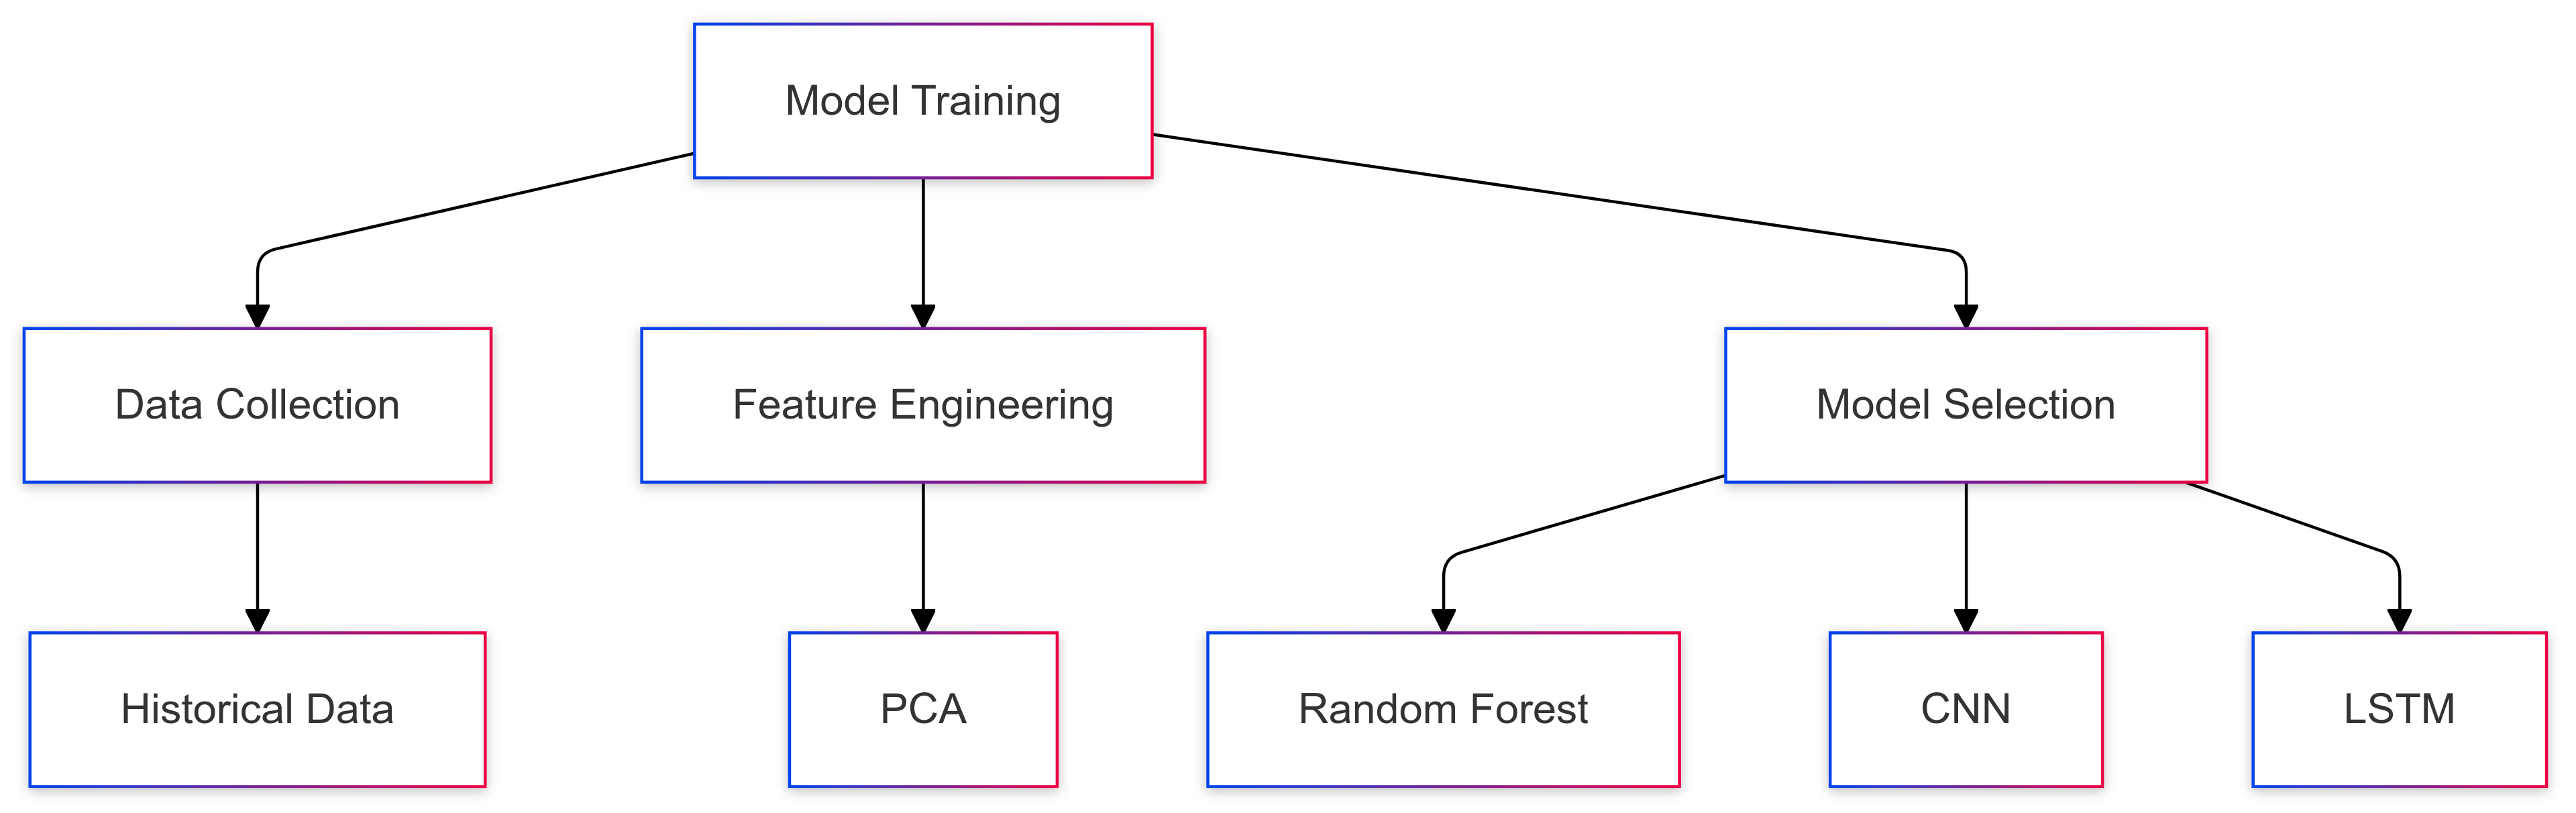 Model Training
Data Collection
Feature Engineering
Model Selection
Historical Data
PCA
Random Forest
CNN
LSTM